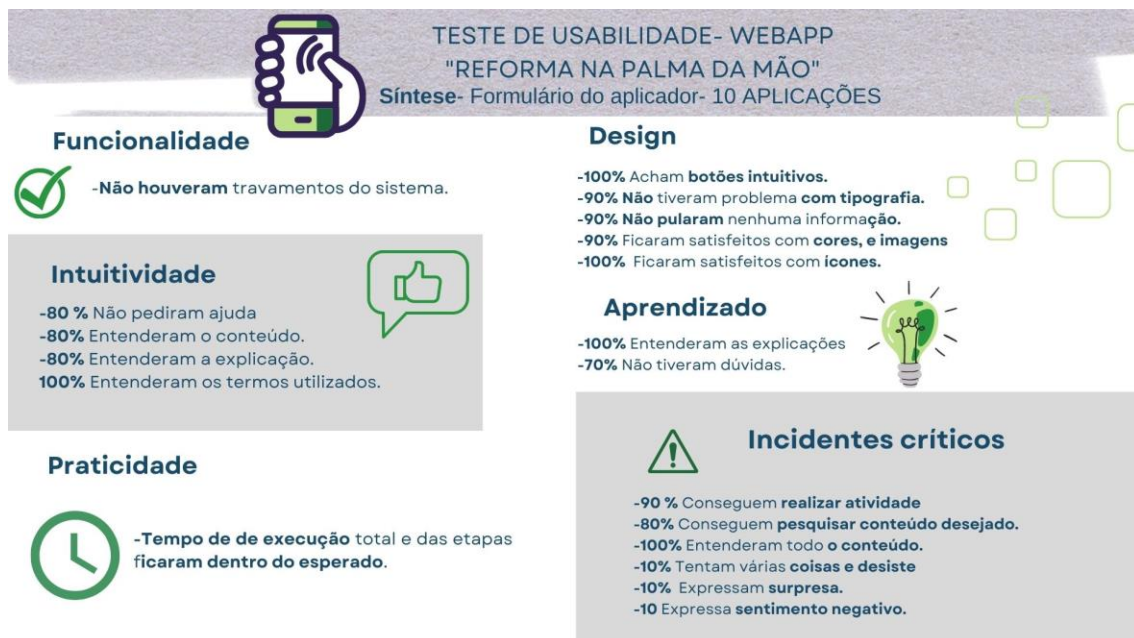 TESTE DE USABILIDADE- WEBAPP
"REFORMA NA PALMA DA MÃO"
Síntese- Formulário do aplicador- 10 APLICAÇÕES
Funcionalidade
-Não houveram travamentos do sistema.
Intuitividade
-80 % Não pediram ajuda
-80% Entenderam o conteúdo.
-80% Entenderam a explicação.
100% Entenderam os termos utilizados.
Praticidade
-Tempo de de execução total e das etapas
ficaram dentro do esperado.
Design
-100% Acham botões intuitivos.
-90% Não tiveram problema com tipografia.
-90% Não pularam nenhuma informação.
-90% Ficaram satisfeitos com cores, e imagens
-100% Ficaram satisfeitos com ícones.
Aprendizado
-100% Entenderam as explicações
-70% Não tiveram dúvidas.
Incidentes críticos
-90 % Conseguem realizar atividade
-80% Conseguem pesquisar conteúdo desejado.
-100% Entenderam todo o conteúdo.
-10% Tentam várias coisas e desiste
-10% Expressam surpresa.
-10 Expressa sentimento negativo.